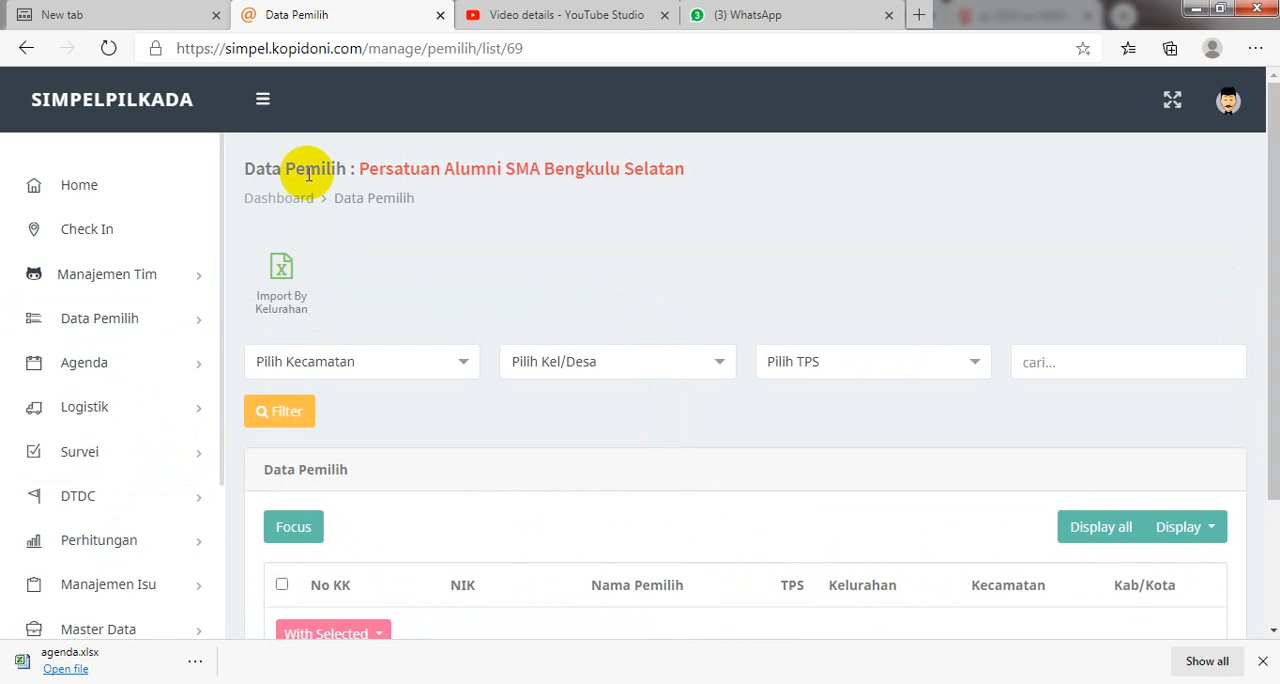 New tab
Data Pemilih
Video details - YouTube Studio
3
(3) WhatsApp
https://simpel.kopidoni.com/manage/pemilih/list/69
SIMPELPILKADA
Data Pemilih : Persatuan Alumni SMA Bengkulu Selatan
Dashboard > Data Pemilih
Home
Check In
Manajemen Tim
Data Pemilih
Agenda
Logistik
Survei
DTDC
Perhitungan
Manajemen Isu
Master Data
Import By
Kelurahan
Pilih Kecamatan
Pilih Kel/Desa
Pilih TPS
cari...
Filter
Data Pemilih
Focus
Display all
Display
No KK
NIK
Nama Pemilih
TPS
Kelurahan
Kecamatan
Kab/Kota
With Selected
agenda.xlsx
Open file
Show all